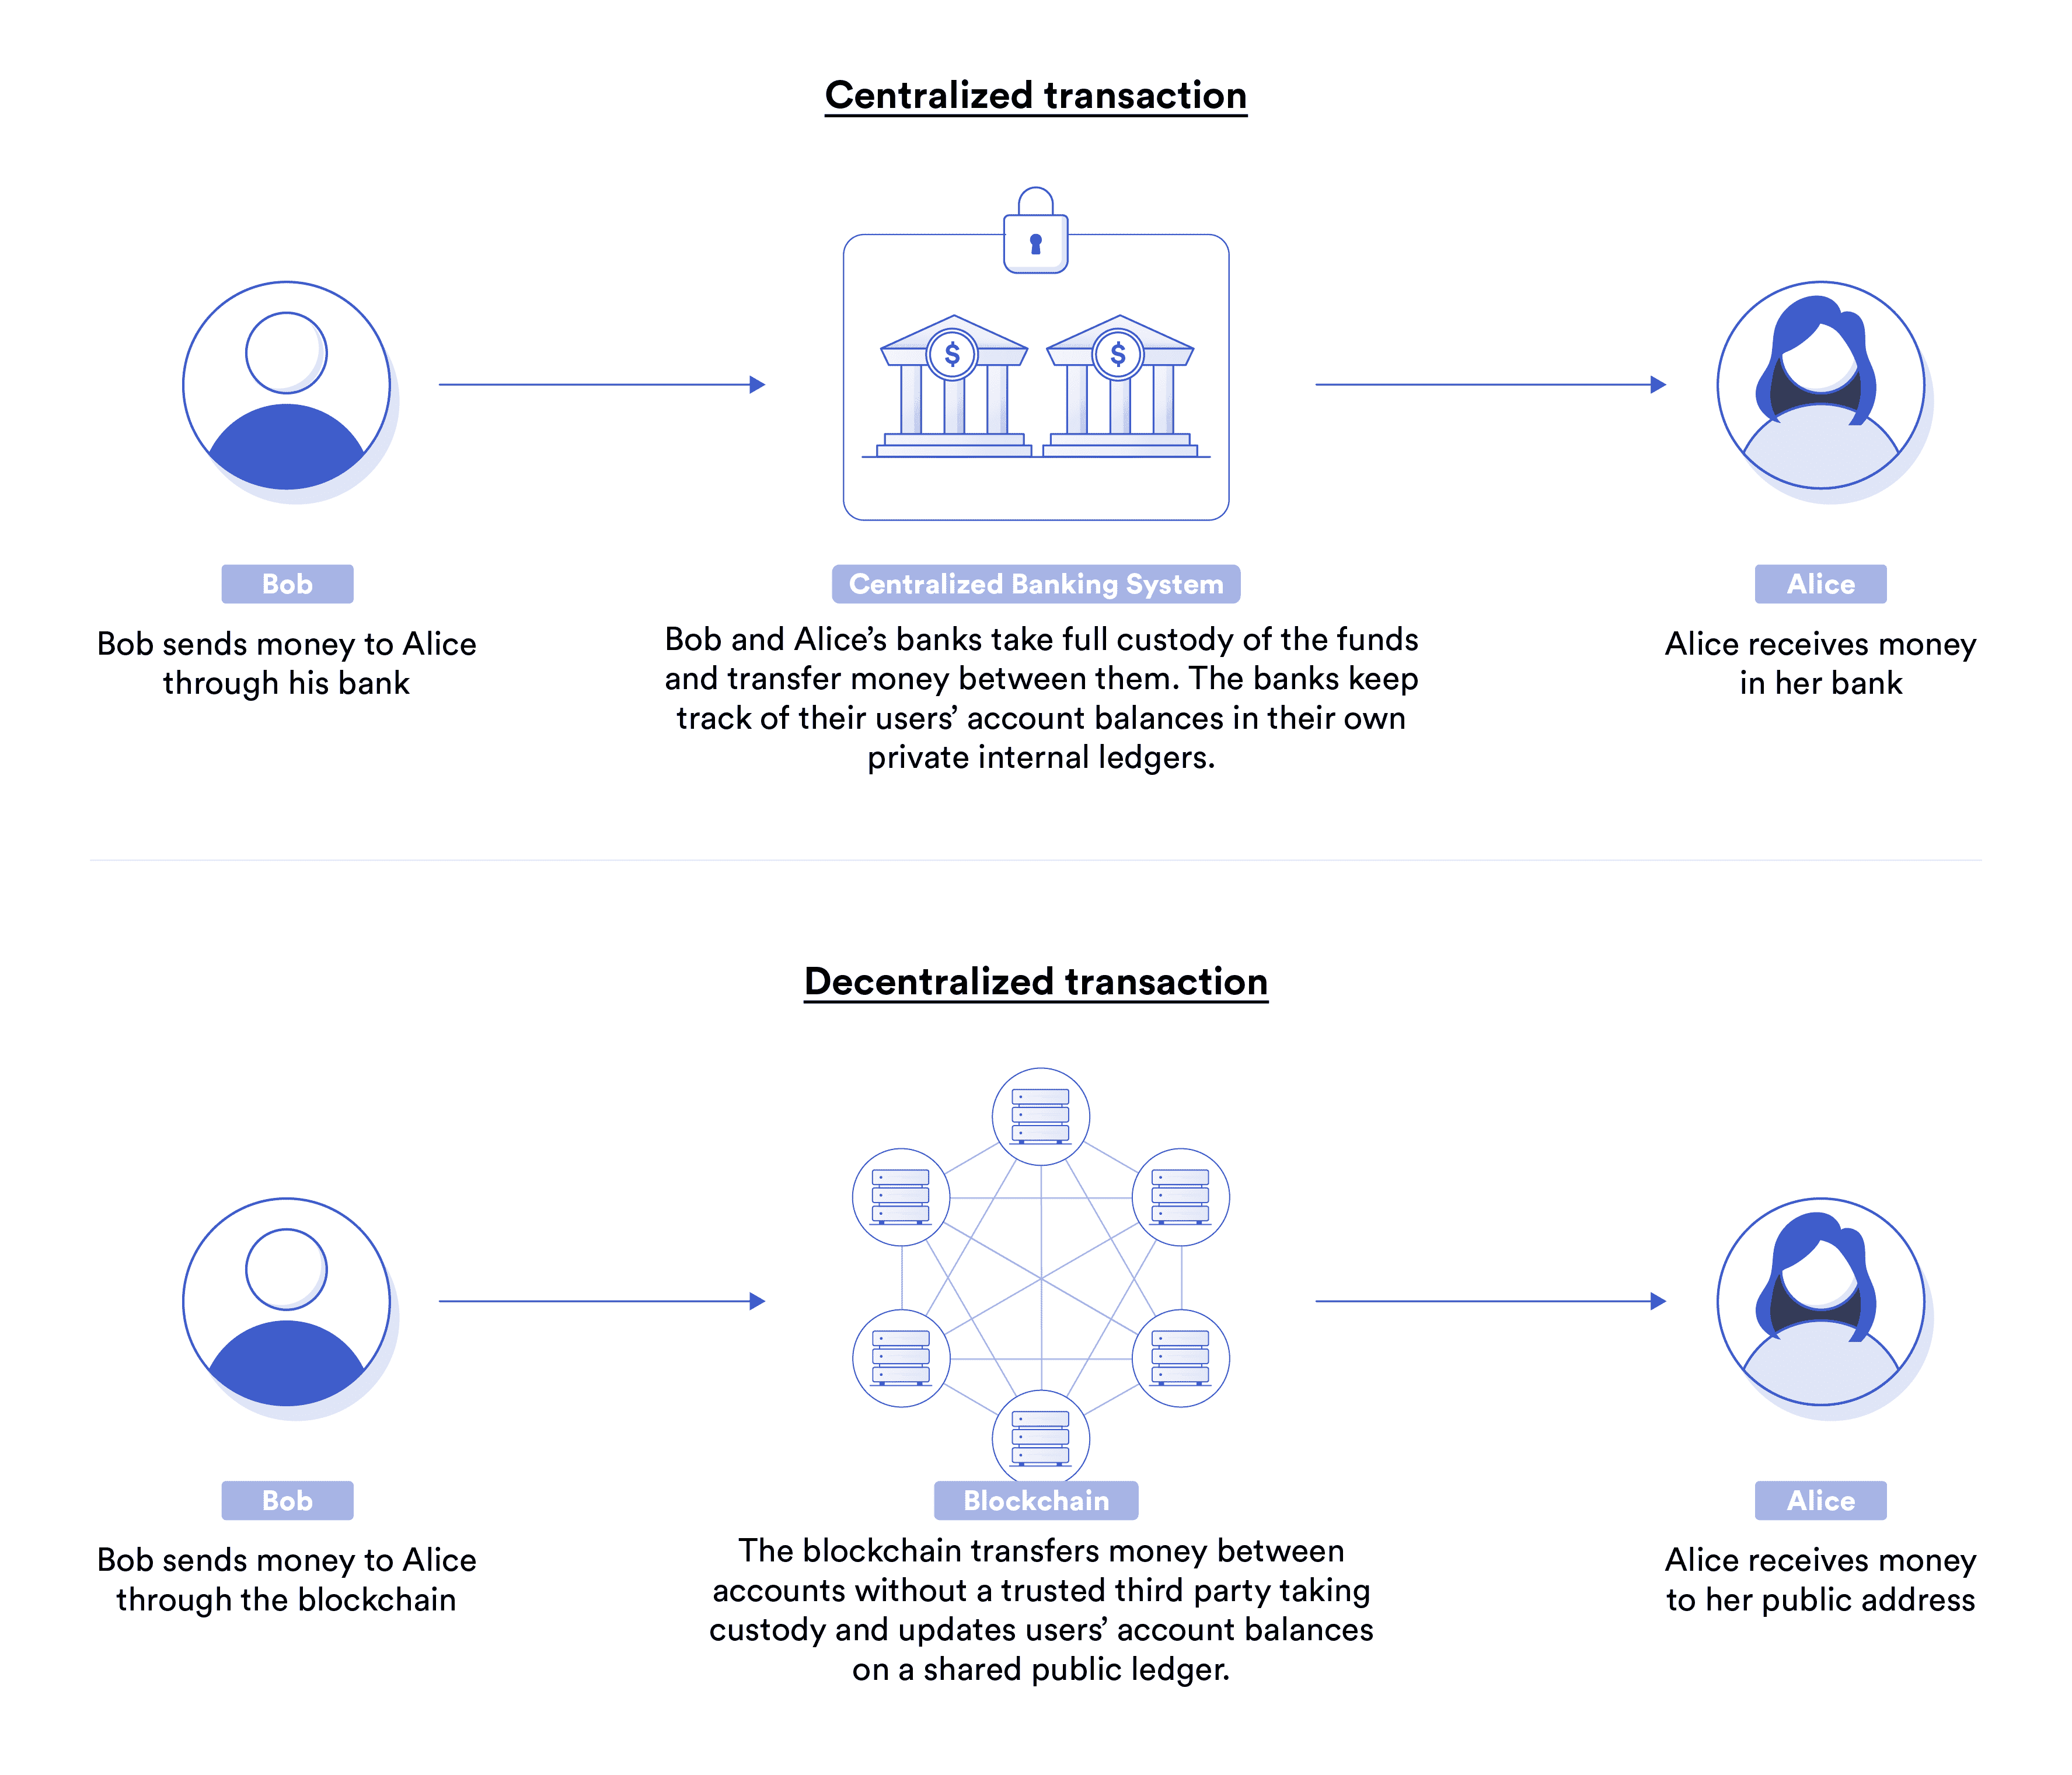 Centralized transaction
$ $
Bob
Centralized Banking System
Alice
Bob sends money to Alice
through his bank
Bob and Alice’s banks take full custody of the funds
and transfer money between them. The banks keep
track of their users’ account balances in their own
private internal ledgers.
Alice receives money
in her bank
Decentralized transaction
Bob
Blockchain
Alice
Bob sends money to Alice
through the blockchain
The blockchain transfers money between
accounts without a trusted third party taking
custody and updates users’ account balances
on a shared public ledger.
Alice receives money
to her public address